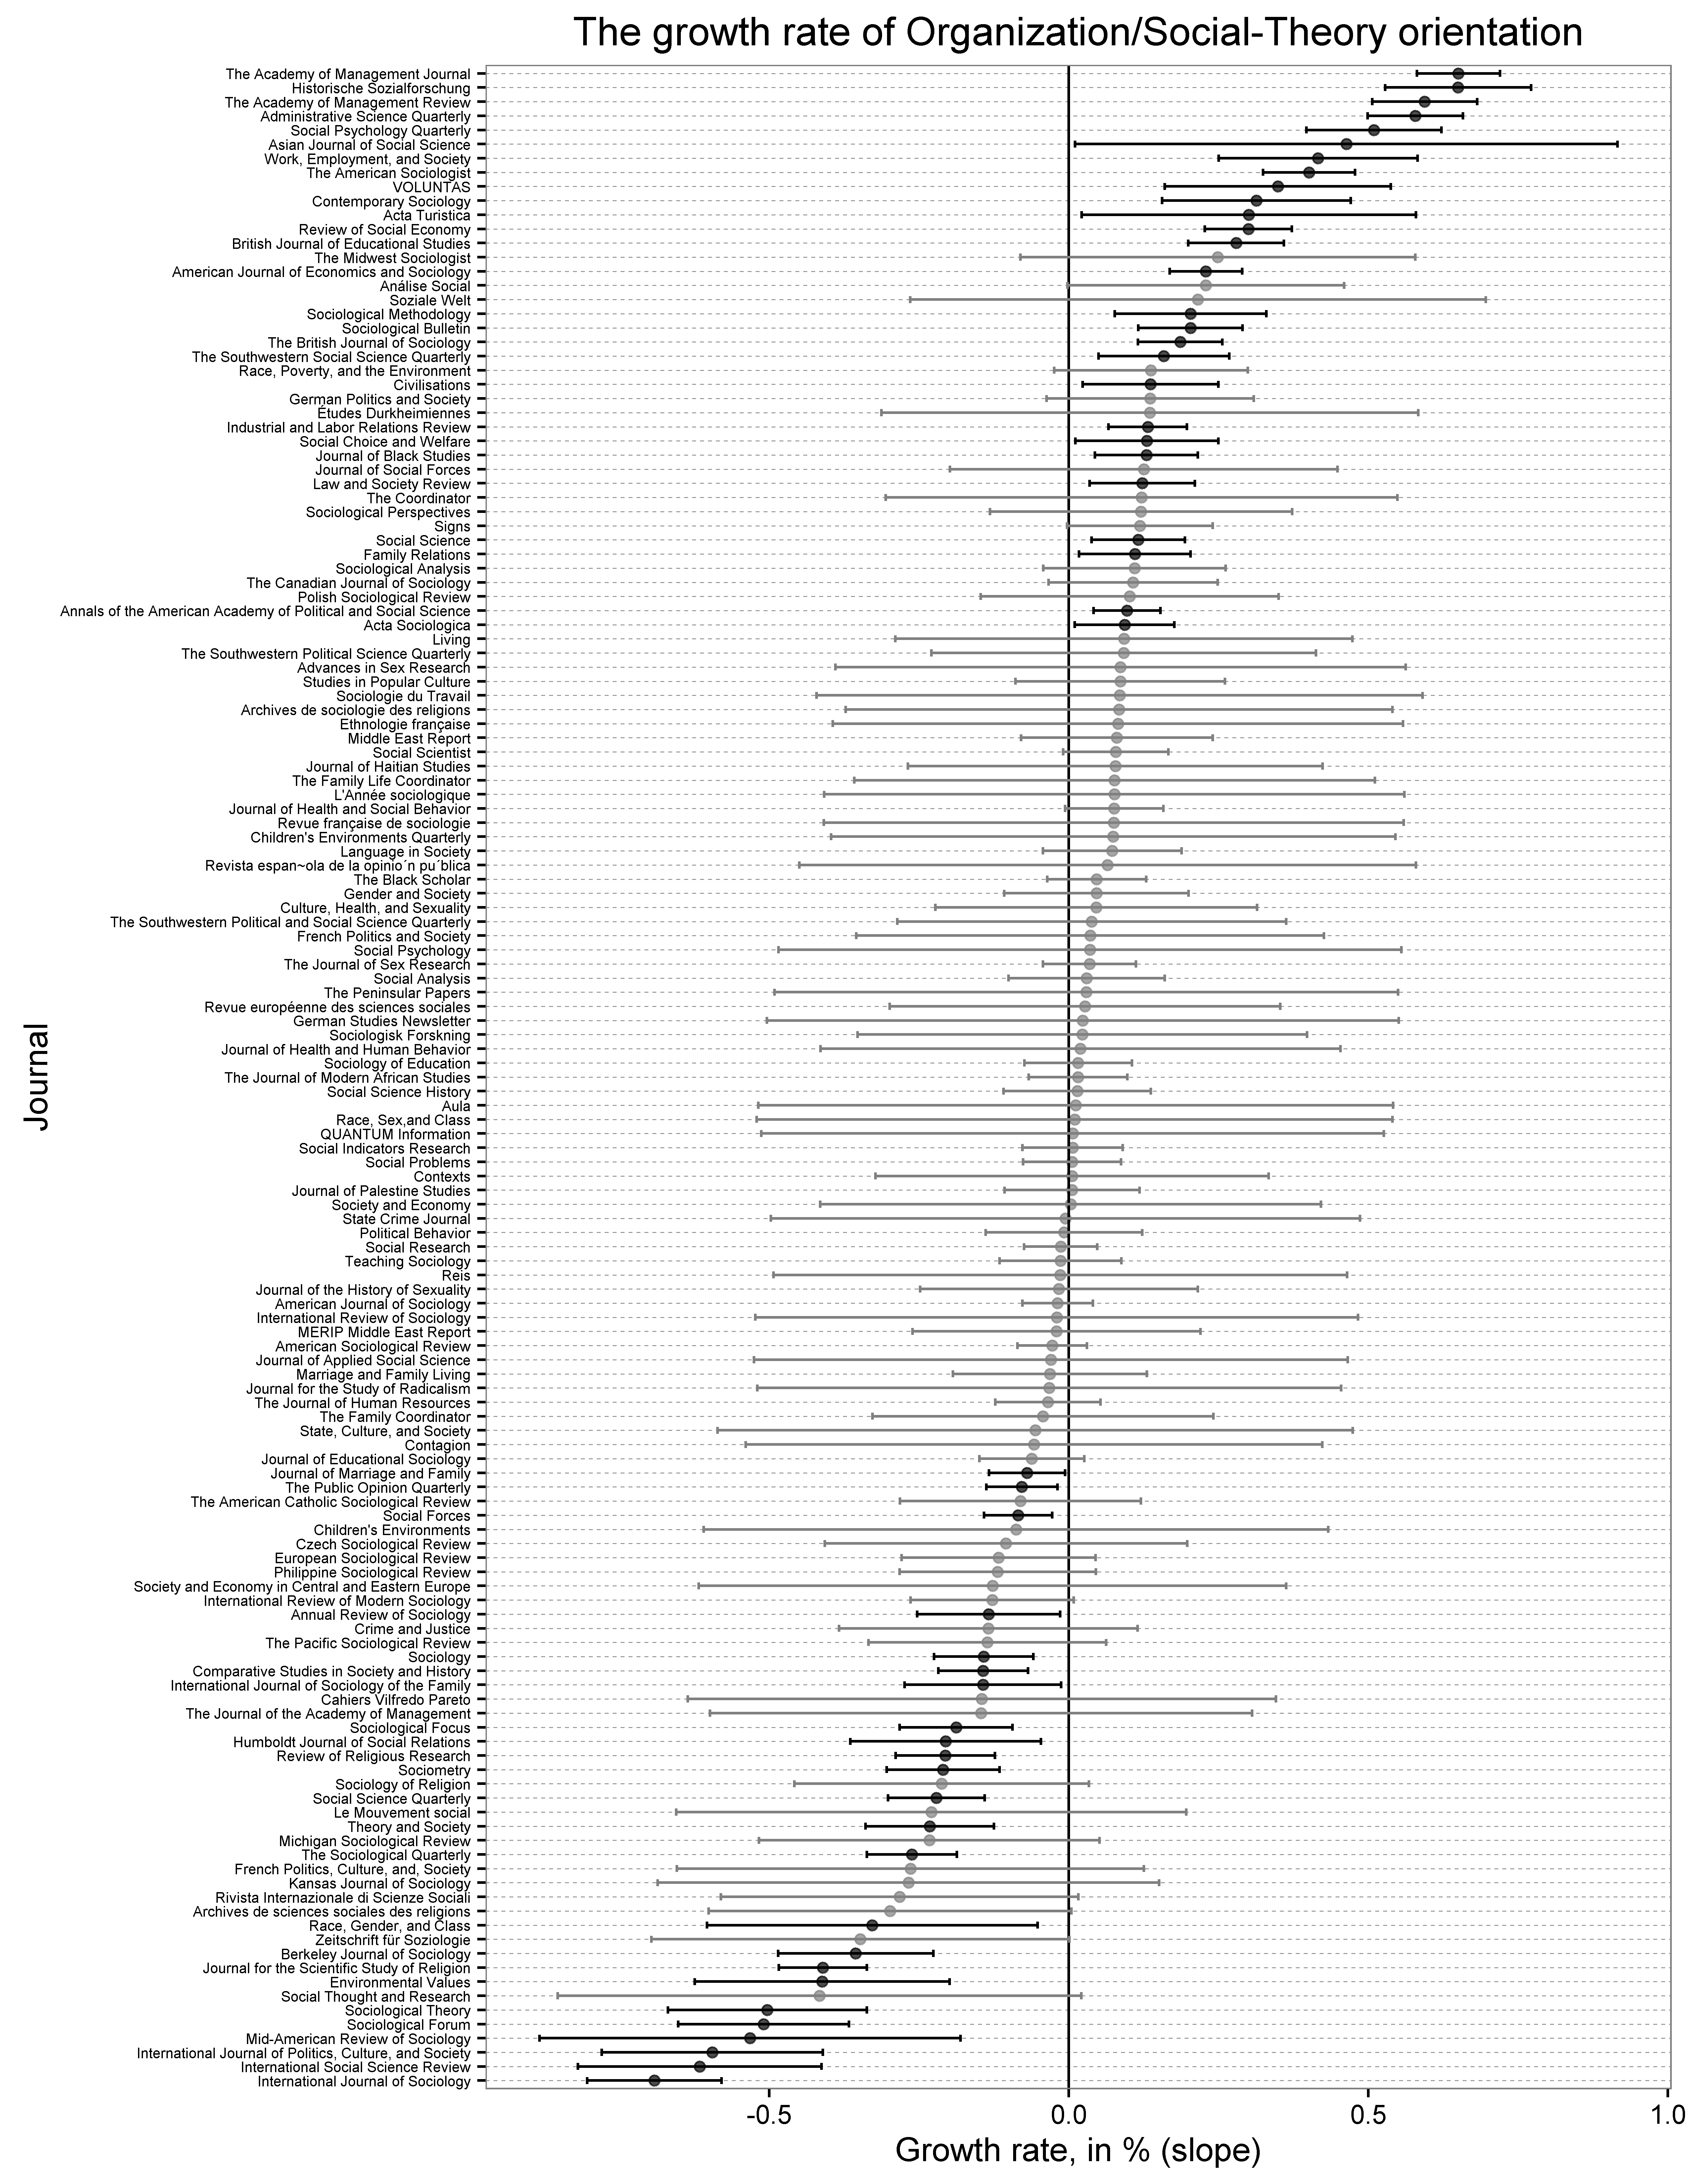 The growth rate of Organization/Social-Theory orientation
The Academy of Management Journal
Historische Sozialforschung
The Academy of Management Review
Administrative Science Quarterly
Social Psychology Quarterly
Asian Journal of Social Science
Work, Employment, and Society
The American Sociologist
VOLUNTAS
Contemporary Sociology
Acta Turistica
Review of Social Economy
British Journal of Educational Studies
The Midwest Sociologist
American Journal of Economics and Sociology
Análise Social
Soziale Welt
Sociological Methodology
Sociological Bulletin
The British Journal of Sociology
The Southwestern Social Science Quarterly
Race, Poverty, and the Environment
Civilisations
German Politics and Society
Études Durkheimiennes
Industrial and Labor Relations Review
Social Choice and Welfare
Journal of Black Studies
Journal of Social Forces
Law and Society Review
The Coordinator
Sociological Perspectives
Signs
Social Science
Family Relations
Sociological Analysis
The Canadian Journal of Sociology
Polish Sociological Review
Annals of the American Academy of Political and Social Science
Acta Sociologica
Living
The Southwestern Political Science Quarterly
Advances in Sex Research
Studies in Popular Culture
Sociologie du Travail
Archives de sociologie des religions
Ethnologie française
Middle East Report
Social Scientist
Journal of Haitian Studies
The Family Life Coordinator
L'Année sociologique
Journal of Health and Social Behavior
Revue française de sociologie
Children's Environments Quarterly
Language in Society
Revista espan~ola de la opinio´n pu´blica
The Black Scholar
Gender and Society
Culture, Health, and Sexuality
The Southwestern Political and Social Science Quarterly
French Politics and Society
Social Psychology
The Journal of Sex Research
Social Analysis
The Peninsular Papers
Revue européenne des sciences sociales
German Studies Newsletter
Sociologisk Forskning
Journal of Health and Human Behavior
Sociology of Education
The Journal of Modern African Studies
Social Science History
Aula
Race, Sex,and Class
QUANTUM Information
Social Indicators Research
Social Problems
Contexts
Journal of Palestine Studies
Society and Economy
State Crime Journal
Political Behavior
Social Research
Teaching Sociology
Reis
Journal of the History of Sexuality
American Journal of Sociology
International Review of Sociology
MERIP Middle East Report
American Sociological Review
Journal of Applied Social Science
Marriage and Family Living
Journal for the Study of Radicalism
The Journal of Human Resources
The Family Coordinator
State, Culture, and Society
Contagion
Journal of Educational Sociology
Journal of Marriage and Family
The Public Opinion Quarterly
The American Catholic Sociological Review
Social Forces
Children's Environments
Czech Sociological Review
European Sociological Review
Philippine Sociological Review
Society and Economy in Central and Eastern Europe
International Review of Modern Sociology
Annual Review of Sociology
Crime and Justice
The Pacific Sociological Review
Sociology
Comparative Studies in Society and History
International Journal of Sociology of the Family
Cahiers Vilfredo Pareto
The Journal of the Academy of Management
Sociological Focus
Humboldt Journal of Social Relations
Review of Religious Research
Sociometry
Sociology of Religion
Social Science Quarterly
Le Mouvement social
Theory and Society
Michigan Sociological Review
The Sociological Quarterly
French Politics, Culture, and, Society
Kansas Journal of Sociology
Rivista Internazionale di Scienze Sociali
Archives de sciences sociales des religions
Race, Gender, and Class
Zeitschrift für Soziologie
Berkeley Journal of Sociology
Journal for the Scientific Study of Religion
Environmental Values
Social Thought and Research
Sociological Theory
Sociological Forum
Mid-American Review of Sociology
International Journal of Politics, Culture, and Society
International Social Science Review
International Journal of Sociology
Journal
-0.5 0.0 0.5 1.0
Growth rate, in % (slope)